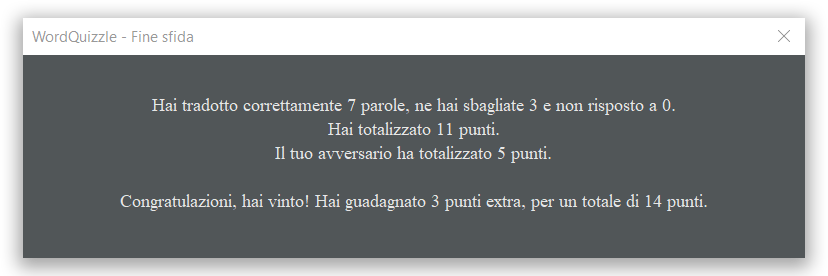 WordQuizzle - Fine sfida
Hai tradotto correttamente 7 parole, ne hai sbagliate 3 e non risposto a 0.
Hai totalizzato 11 punti.
Il tuo avversario ha totalizzato 5 punti.
Congratulazioni, hai vinto! Hai guadagnato 3 punti extra, per un totale di 14 punti.